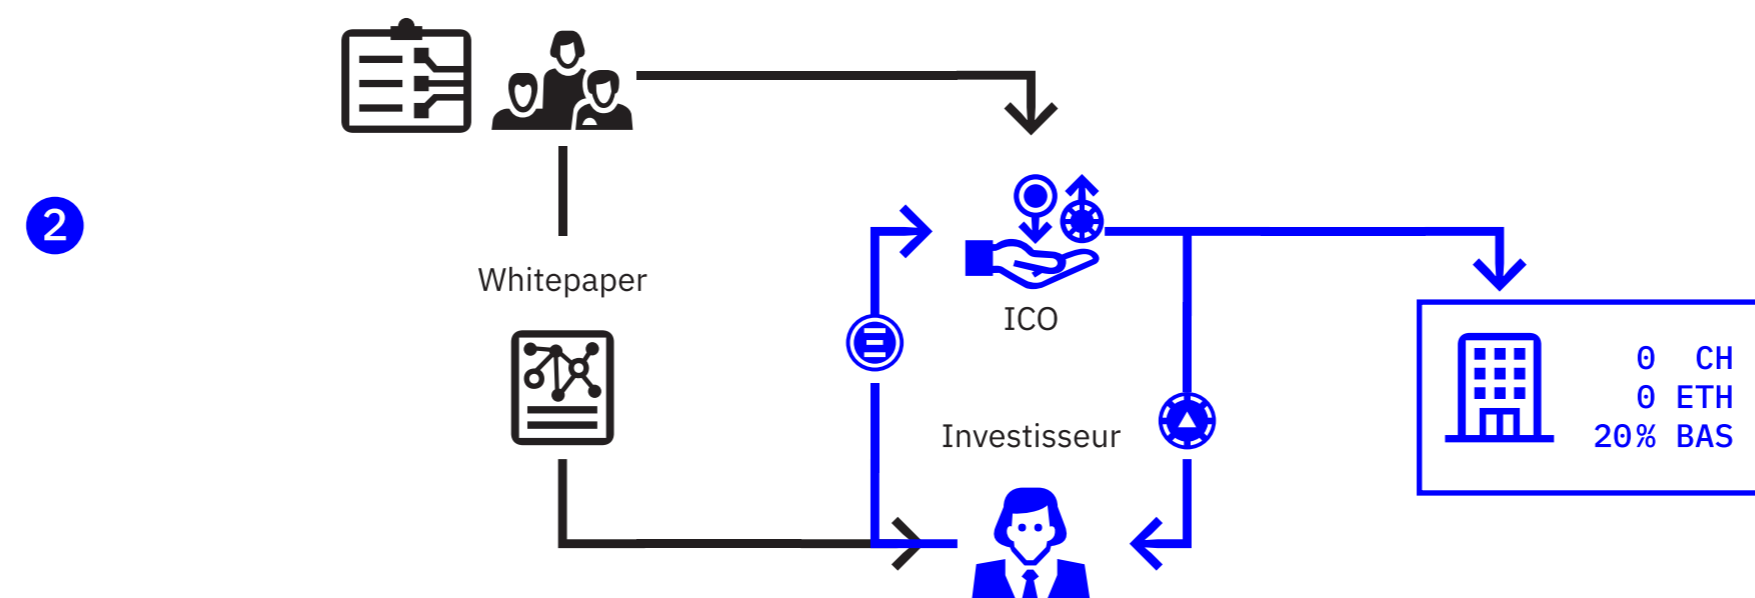 2
Whitepaper
ICO
Investisseur
0 CH
0 ETH
20% BAS